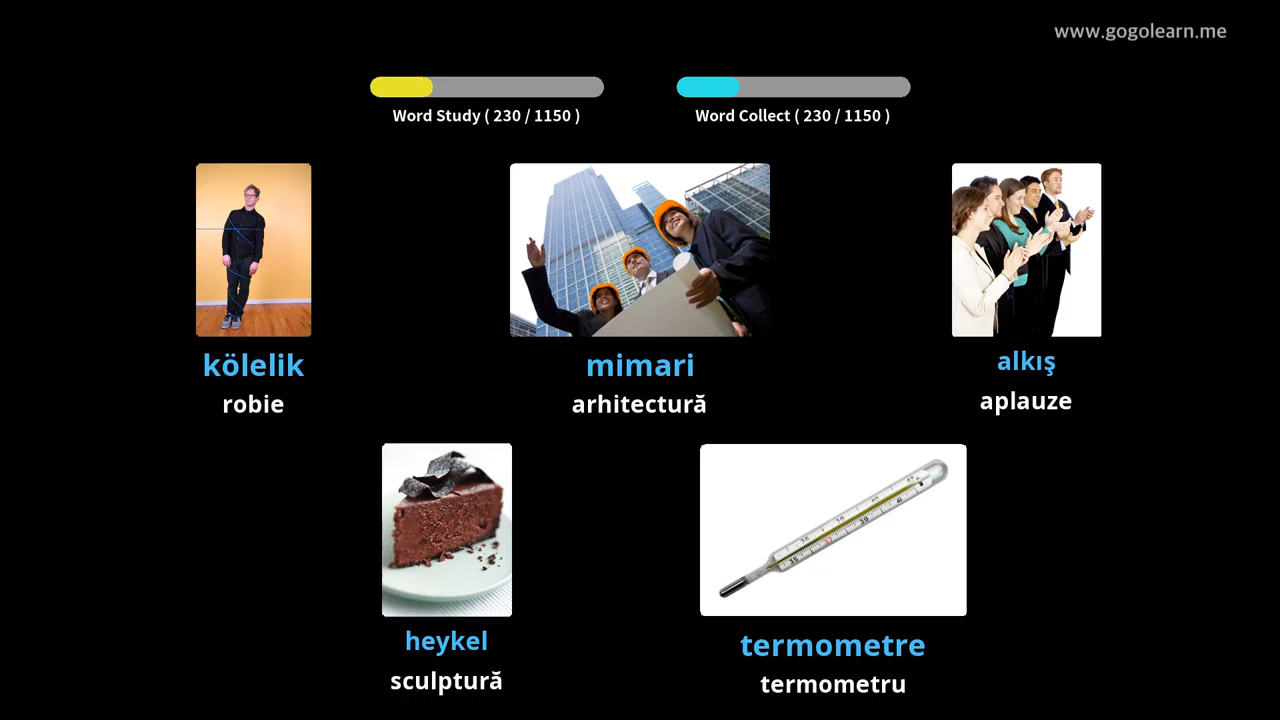 www.gogolearn.me
Word Study ( 230 / 1150 )
Word Collect ( 230 / 1150 )
kölelik
robie
mimari
arhitectură
alkış
aplauze
heykel
sculptură
termometre
termometru